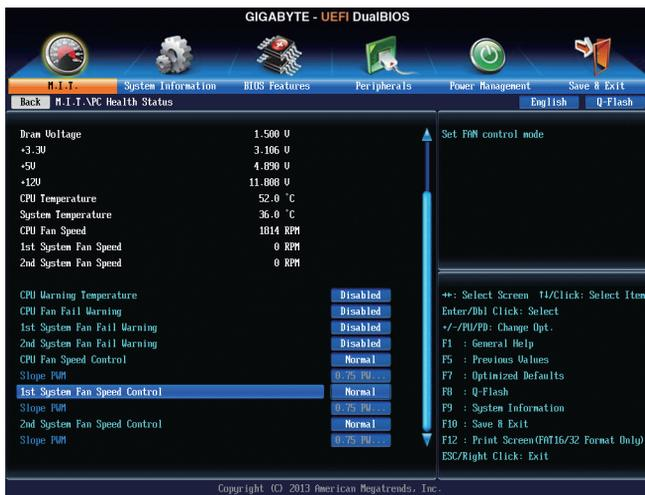 GIGABYTE - UEFI DualBIOS
M.I.T. System Information BIOS Features Peripherals Power Management Save & Exit
Back M.I.T.\PC Health Status English Q-Flash
Dram Voltage 1.500 V
+3.3V 3.106 V
+5V 4.890 V
+12V 11.808 V
CPU Temperature 52.0 °C
System Temperature 36.0 °C
CPU Fan Speed 1814 RPM
1st System Fan Speed 0 RPM
2nd System Fan Speed 0 RPM
CPU Warning Temperature Disabled
CPU Fan Fail Warning Disabled
1st System Fan Fail Warning Disabled
2nd System Fan Fail Warning Disabled
CPU Fan Speed Control Normal
Slope PWM 0.75 PW...
1st System Fan Speed Control Normal
Slope PWM 0.75 PW...
2nd System Fan Speed Control Normal
Slope PWM 0.75 PW...
Set FAN control mode
→←: Select Screen ↑↓/Click: Select Item
Enter/Dbl Click: Select
+/-/PU/PD: Change Opt.
F1 : General Help
F5 : Previous Values
F7 : Optimized Defaults
F8 : Q-Flash
F9 : System Information
F10 : Save & Exit
F12 : Print Screen(FAT16/32 Format Only)
ESC/Right Click: Exit
Copyright (C) 2013 American Megatrends, Inc.